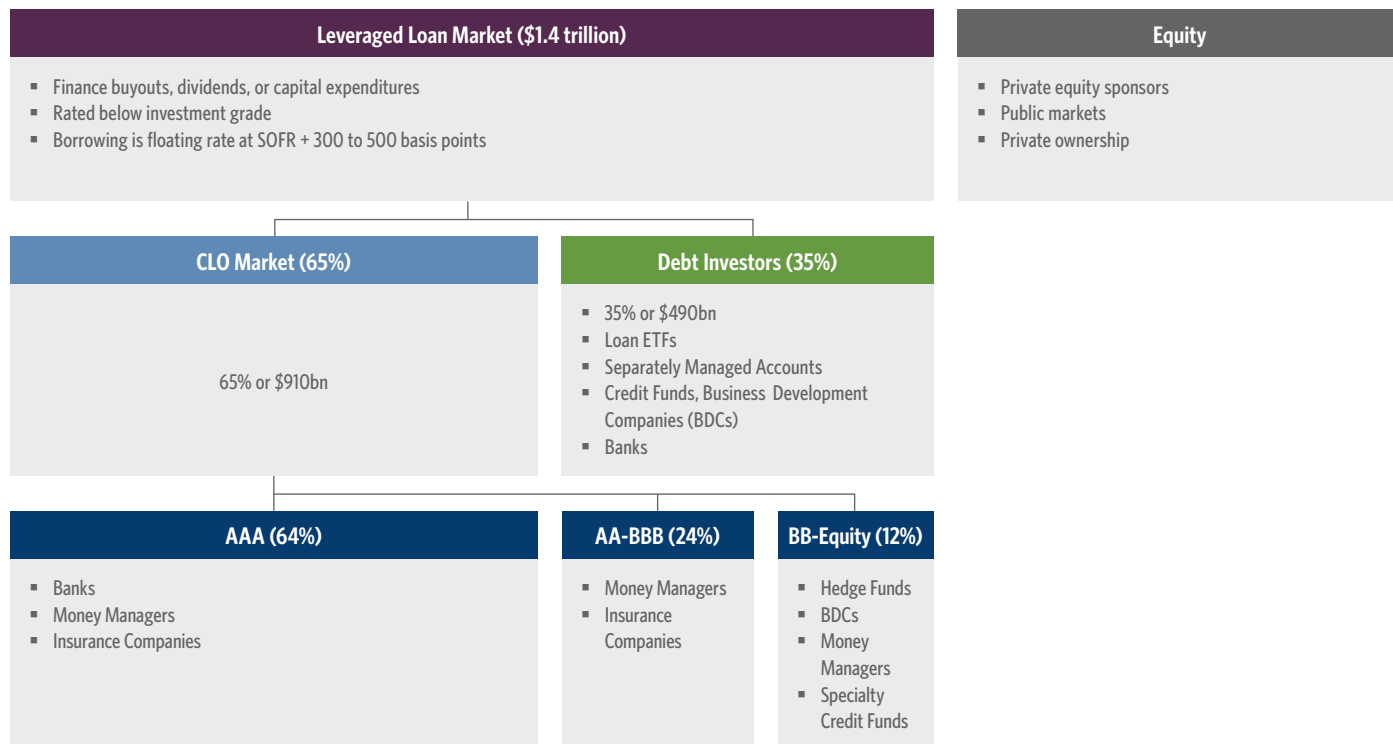 Leveraged Loan Market ($1.4 trillion)
▪ Finance buyouts, dividends, or capital expenditures
▪ Rated below investment grade
▪ Borrowing is floating rate at SOFR + 300 to 500 basis points
Equity
▪ Private equity sponsors
▪ Public markets
▪ Private ownership
CLO Market (65%)
65% or $910bn
Debt Investors (35%)
▪ 35% or $490bn
▪ Loan ETFs
▪ Separately Managed Accounts
▪ Credit Funds, Business Development
Companies (BDCs)
▪ Banks
AAA (64%)
▪ Banks
▪ Money Managers
▪ Insurance Companies
AA-BBB (24%)
▪ Money Managers
▪ Insurance
Companies
BB-Equity (12%)
▪ Hedge Funds
▪ BDCs
▪ Money
Managers
▪ Specialty
Credit Funds